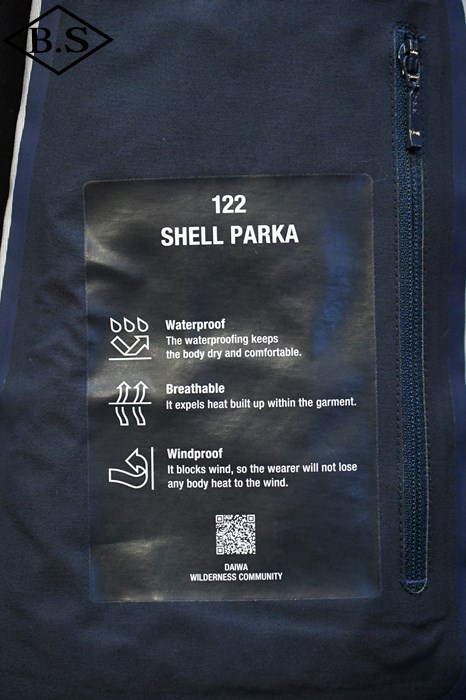 B.S
122
SHELL PARKA
Waterproof
The waterproofing keeps
the body dry and comfortable.
Breathable
It expels heat built up within the garment.
Windproof
It blocks wind, so the wearer will not lose
any body heat to the wind.
DAIWA
WILDERNESS COMMUNITY